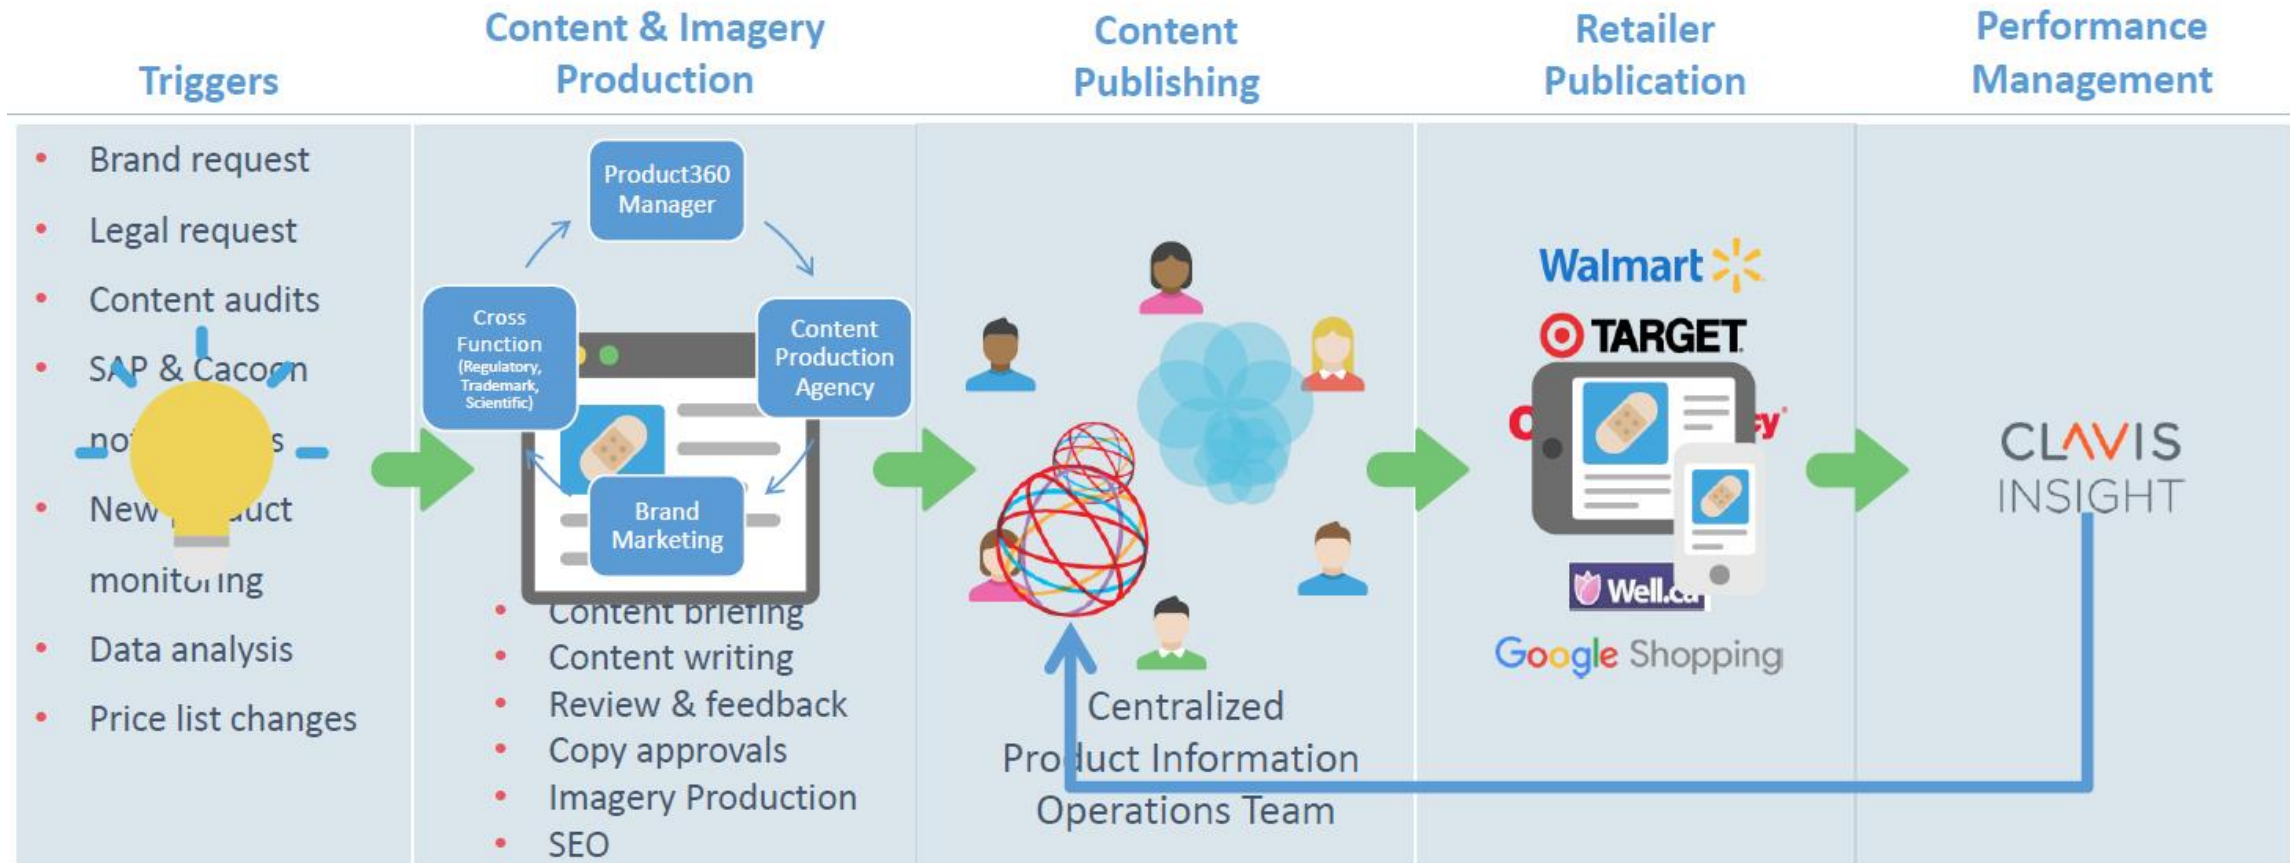 Triggers
Content & Imagery
Production
Content
Publishing
Retailer
Publication
Performance
Management
Brand request
Legal request
Content audits
SAP & Cacoon
New
monitoring
Data analysis
Price list changes
Product360
Manager
Cross
Function
(Regulatory,
Trademark,
Scientific)
Content
Production
Agency
Brand
Marketing
Content briefing
Content writing
Review & feedback
Copy approvals
Imagery Production
SEO
Centralized
Product Information
Operations Team
Walmart
TARGET
Well.ca
Google Shopping
CLAVIS
INSIGHT